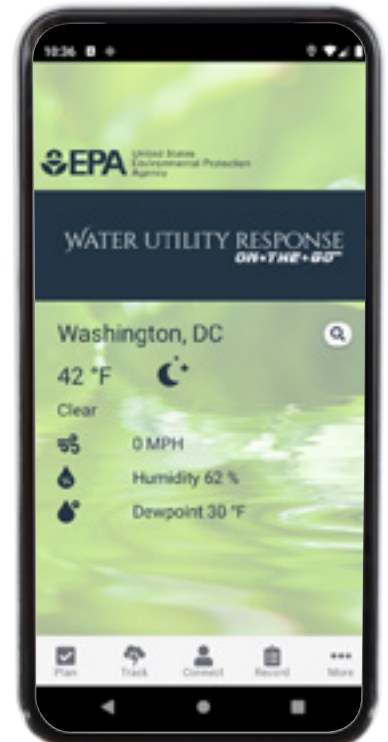 10:36
EPA
United States
Environmental Protection
Agency
WATER UTILITY RESPONSE
ON•THE•GO™
Washington, DC
42 °F
Clear
0 MPH
Humidity 62 %
Dewpoint 30 °F
Plan Track Connect Record More